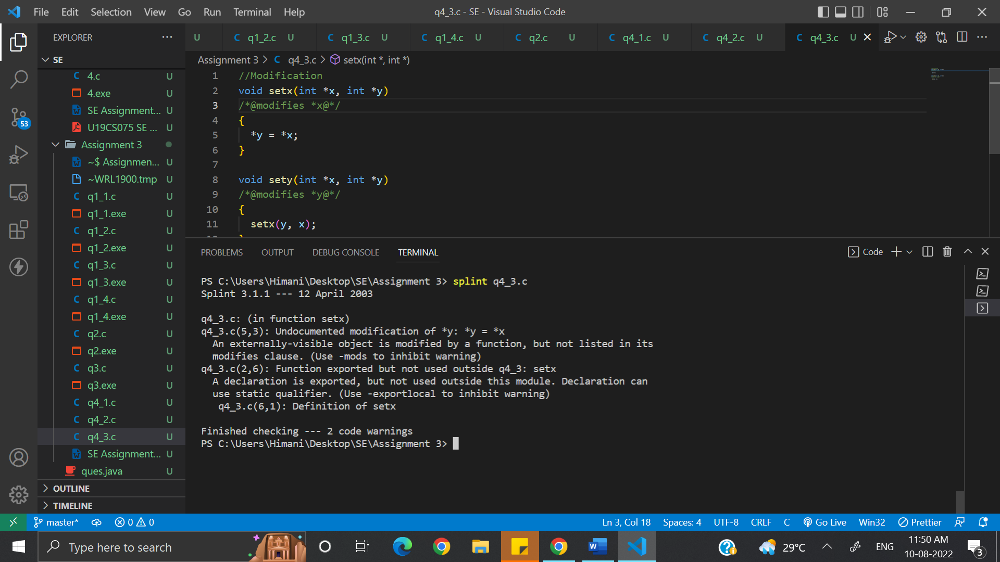 File Edit Selection View Go Run Terminal Help
q4_3.c - SE - Visual Studio Code
EXPLORER
U
C q1_2.c U
C q1_3.c U
C q1_4.c U
C q2.c U
C q4_1.c U
C q4_2.c U
C q4_3.c U
SE
C 4.c U
4.exe U
SE Assignment... U
U19CS075 SE ... U
Assignment 3
~$ Assignmen... U
~WRL1900.tmp U
C q1_1.c U
q1_1.exe U
C q1_2.c U
q1_2.exe U
C q1_3.c U
q1_3.exe U
C q1_4.c U
q1_4.exe U
C q2.c U
q2.exe U
C q3.c U
q3.exe U
C q4_1.c U
C q4_2.c U
C q4_3.c U
SE Assignment... U
ques.java U
OUTLINE
TIMELINE
53
Assignment 3 > C q4_3.c > setx(int *, int *)
1 //Modification
2 void setx(int *x, int *y)
3 /*@modifies *x@*/
4 {
5 *y = *x;
6 }
7
8 void sety(int *x, int *y)
9 /*@modifies *y@*/
10 {
11 setx(y, x);
PROBLEMS OUTPUT DEBUG CONSOLE TERMINAL
Code
PS C:\Users\Himani\Desktop\SE\Assignment 3> splint q4_3.c
Splint 3.1.1 --- 12 April 2003
q4_3.c: (in function setx)
q4_3.c(5,3): Undocumented modification of *y: *y = *x
An externally-visible object is modified by a function, but not listed in its
modifies clause. (Use -mods to inhibit warning)
q4_3.c(2,6): Function exported but not used outside q4_3: setx
A declaration is exported, but not used outside this module. Declaration can
use static qualifier. (Use -exportlocal to inhibit warning)
q4_3.c(6,1): Definition of setx
Finished checking --- 2 code warnings
PS C:\Users\Himani\Desktop\SE\Assignment 3>
master* 0 0
Ln 3, Col 18 Spaces: 4 UTF-8 CRLF C Go Live Win32 Prettier
Type here to search
29°C
ENG
11:50 AM
10-08-2022
3